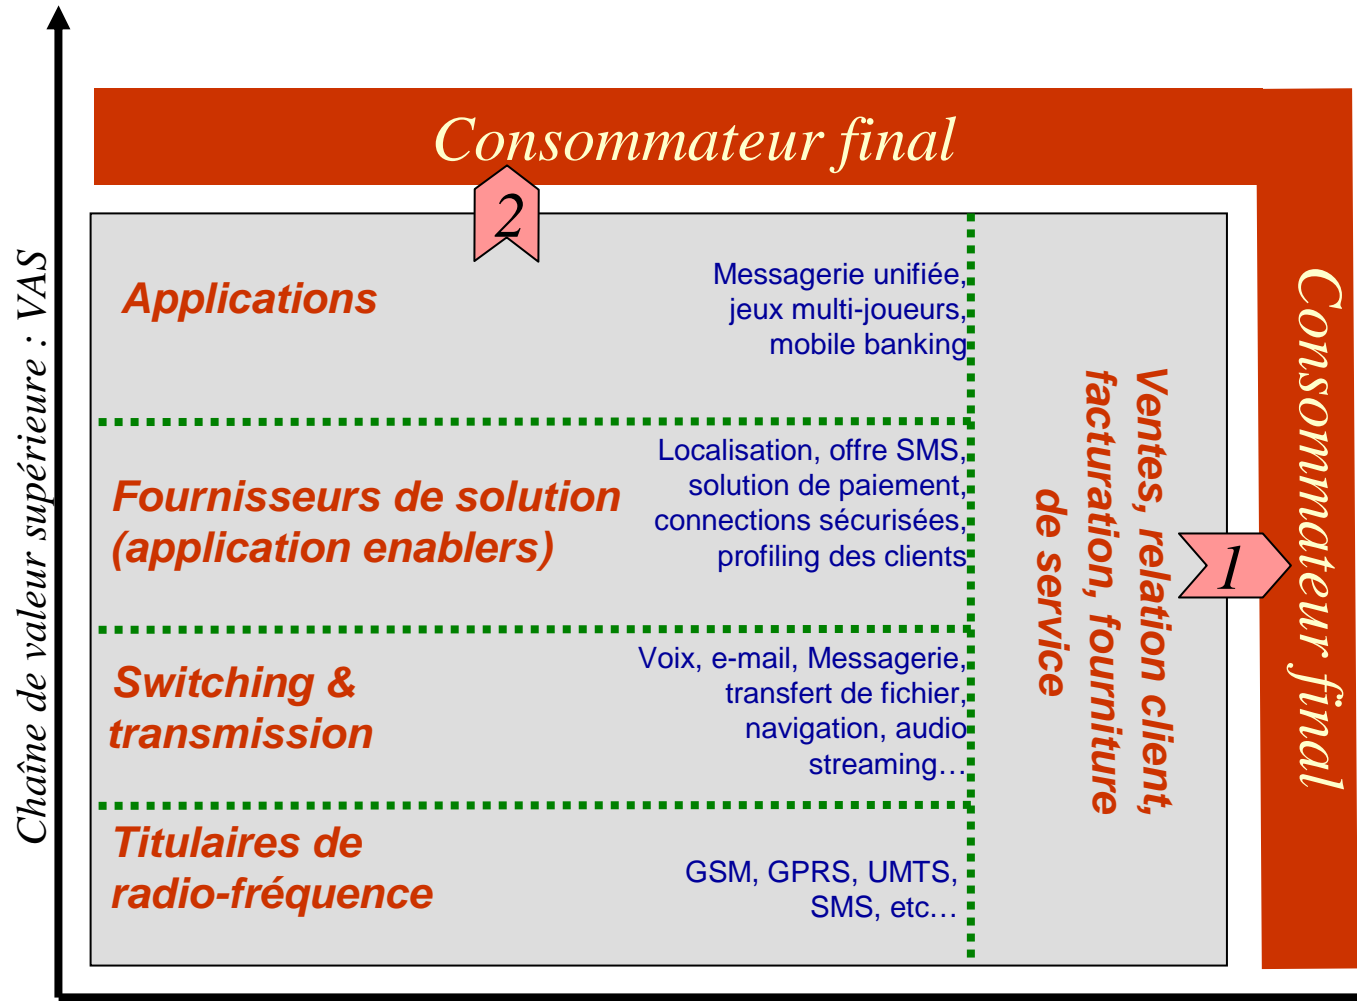 Consommateur final
2
Chaîne de valeur supérieure : VAS
Applications
Messagerie unifiée,
jeux multi-joueurs,
mobile banking
Fournisseurs de solution
(application enablers)
Localisation, offre SMS,
solution de paiement,
connections sécurisées,
profiling des clients
Switching &
transmission
Voix, e-mail, Messagerie,
transfert de fichier,
navigation, audio
streaming…
Titulaires de
radio-fréquence
GSM, GPRS, UMTS,
SMS, etc…
Ventes, relation client,
facturation, fourniture
de service
1
Consommateur final